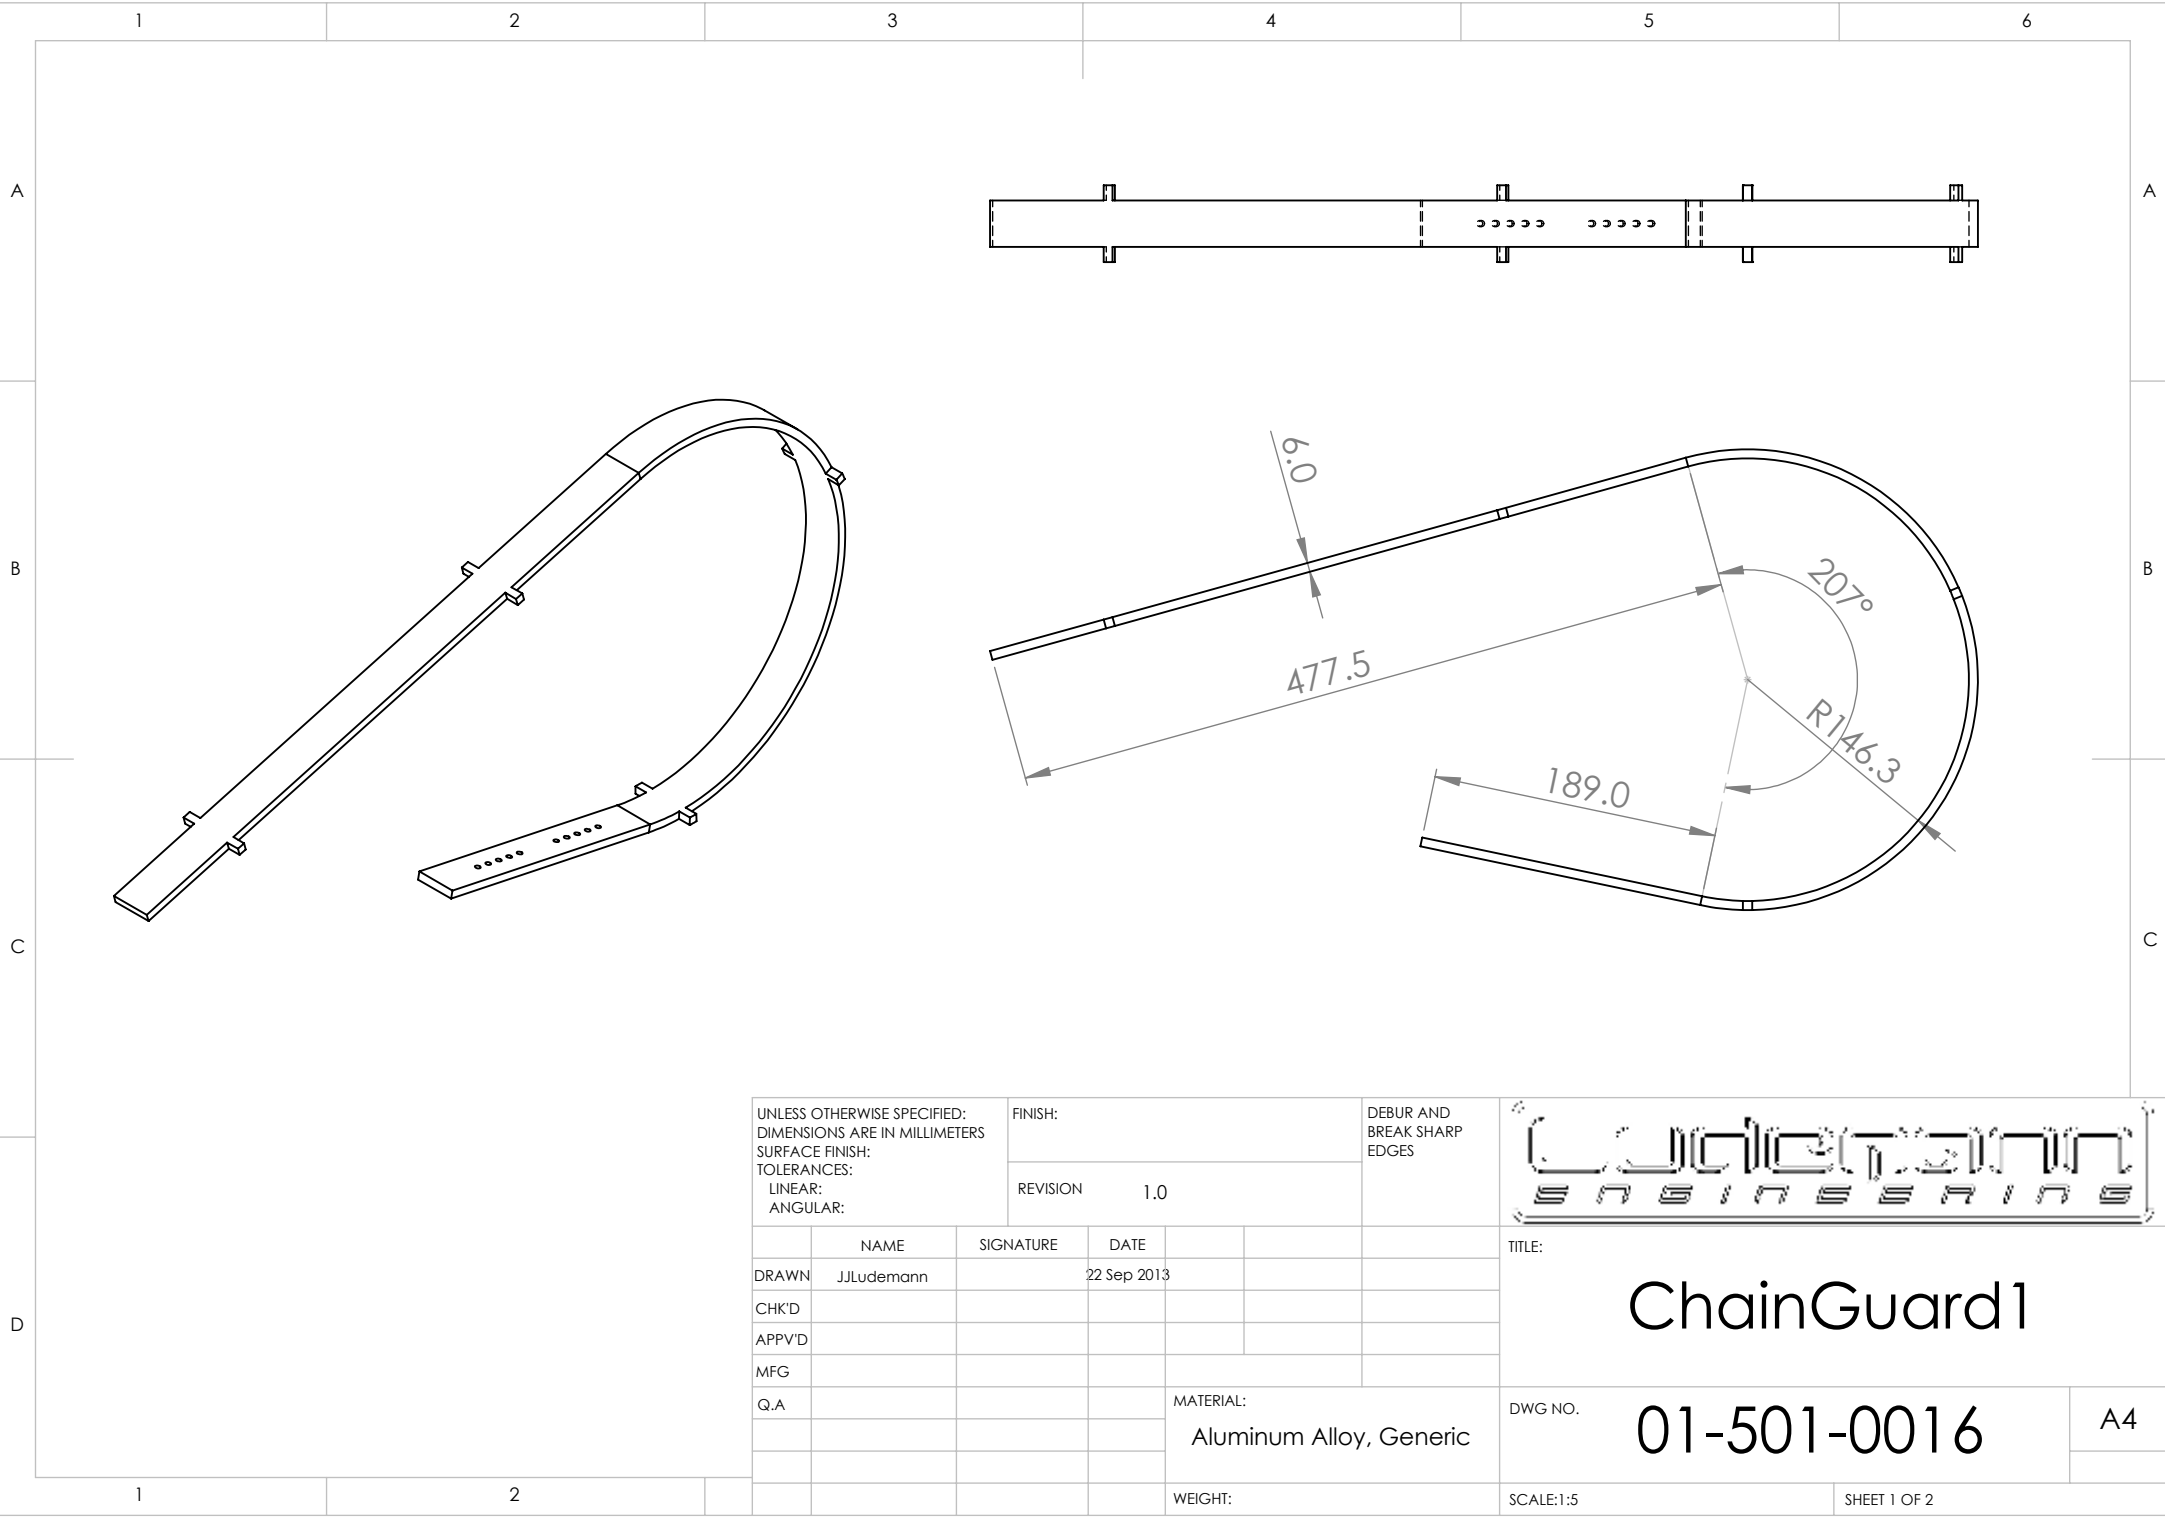 1 2 3 4 5 6
A A
6.0
B B
207°
477.5
R146.3
189.0
C C
UNLESS OTHERWISE SPECIFIED:
DIMENSIONS ARE IN MILLIMETERS
SURFACE FINISH:
TOLERANCES:
LINEAR:
ANGULAR:
FINISH:
REVISION 1.0
DEBUR AND
BREAK SHARP
EDGES
Ludemann
ENGINEERING
NAME SIGNATURE DATE
DRAWN JJLudemann 22 Sep 2013
CHK'D
APPV'D
MFG
Q.A
TITLE:
ChainGuard1
D
MATERIAL:
Aluminum Alloy, Generic
DWG NO. 01-501-0016 A4
WEIGHT:
SCALE:1:5
SHEET 1 OF 2
1 2